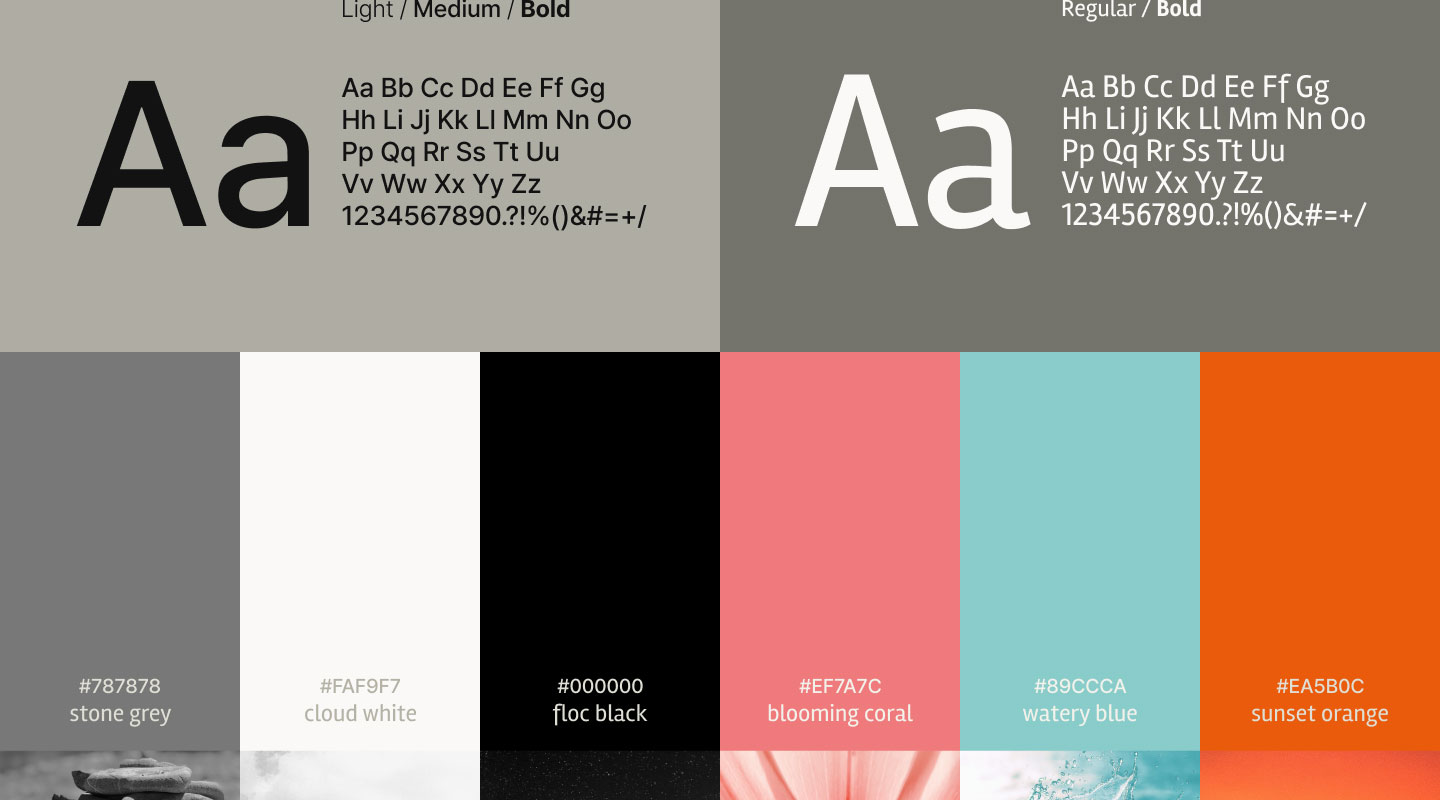 Light / Medium / Bold
Aa
Aa Bb Cc Dd Ee Ff Gg
Hh Li Jj Kk Ll Mm Nn Oo
Pp Qq Rr Ss Tt Uu
Vv Ww Xx Yy Zz
1234567890.?!%()&#=+/
Regular / Bold
Aa
Aa Bb Cc Dd Ee Ff Gg
Hh Li Jj Kk Ll Mm Nn Oo
Pp Qq Rr Ss Tt Uu
Vv Ww Xx Yy Zz
1234567890.?!%()&#=+/
#787878
stone grey
#FAF9F7
cloud white
#000000
floc black
#EF7A7C
blooming coral
#89CCCA
watery blue
#EA5B0C
sunset orange